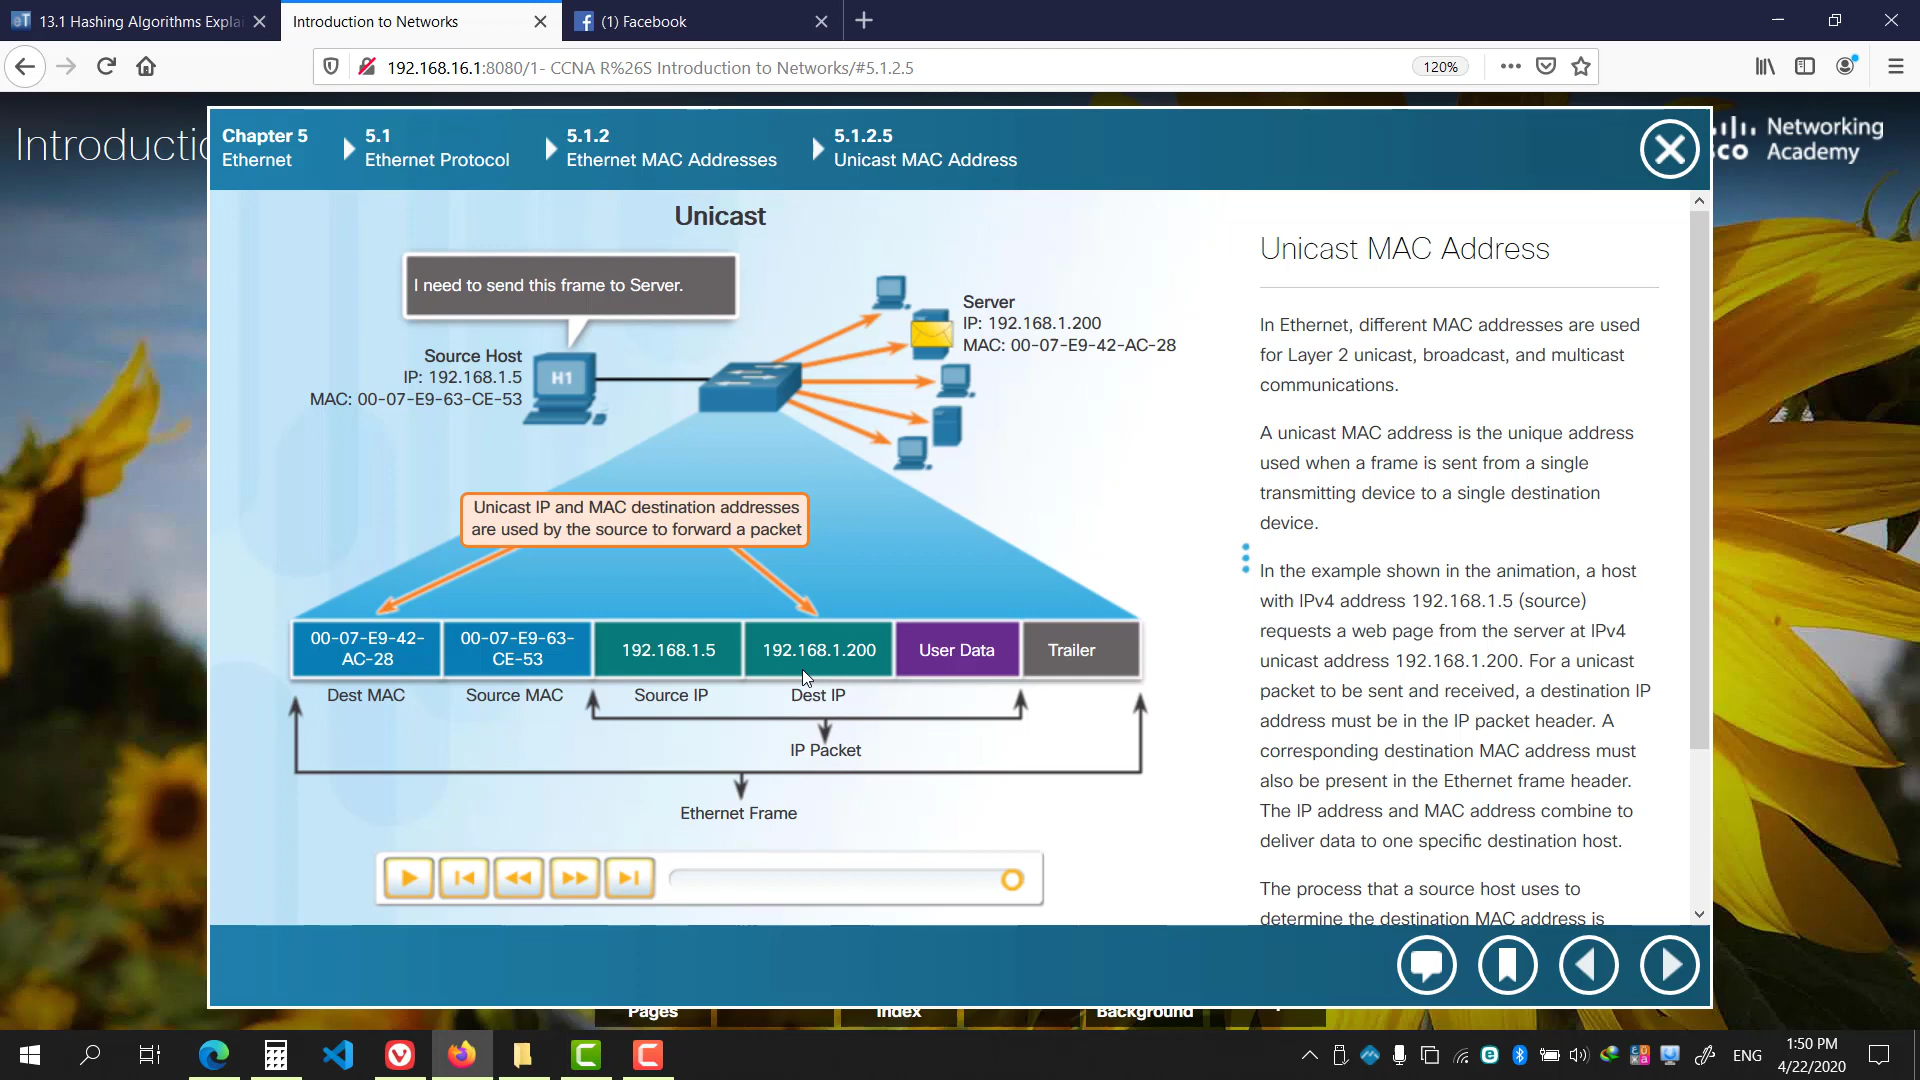 13.1 Hashing Algorithms Explai
Introduction to Networks
(1) Facebook
192.168.16.1:8080/1- CCNA R%26S Introduction to Networks/#5.1.2.5
120%
Introductio
Networking
Academy
Chapter 5
Ethernet
5.1
Ethernet Protocol
5.1.2
Ethernet MAC Addresses
5.1.2.5
Unicast MAC Address
Unicast
I need to send this frame to Server.
Source Host
IP: 192.168.1.5
MAC: 00-07-E9-63-CE-53
H1
Server
IP: 192.168.1.200
MAC: 00-07-E9-42-AC-28
Unicast IP and MAC destination addresses
are used by the source to forward a packet
00-07-E9-42-
AC-28
00-07-E9-63-
CE-53
192.168.1.5
192.168.1.200
User Data
Trailer
Dest MAC
Source MAC
Source IP
Dest IP
IP Packet
Ethernet Frame
Unicast MAC Address
In Ethernet, different MAC addresses are used
for Layer 2 unicast, broadcast, and multicast
communications.
A unicast MAC address is the unique address
used when a frame is sent from a single
transmitting device to a single destination
device.
In the example shown in the animation, a host
with IPv4 address 192.168.1.5 (source)
requests a web page from the server at IPv4
unicast address 192.168.1.200. For a unicast
packet to be sent and received, a destination IP
address must be in the IP packet header. A
corresponding destination MAC address must
also be present in the Ethernet frame header.
The IP address and MAC address combine to
deliver data to one specific destination host.
The process that a source host uses to
determine the destination MAC address is
Pages
Index
Background
ENG
1:50 PM
4/22/2020